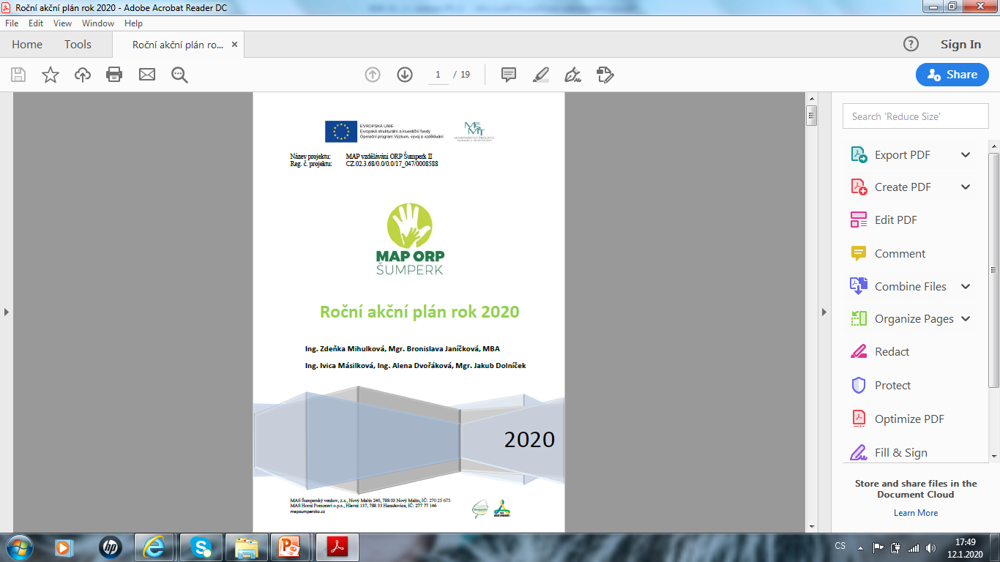 Roční akční plán rok 2020 - Adobe Acrobat Reader DC
File Edit View Window Help
Home Tools Roční akční plán ro... × Sign In
1 / 19 Share
EVROPSKÁ UNIE
Evropské strukturální a investiční fondy
Operační program Výzkum, vývoj a vzdělávání
MINISTERSTVO ŠKOLSTVÍ,
MLÁDEŽE A TĚLOVÝCHOVY
Název projektu: MAP vzdělávání ORP Šumperk II
Reg. č. projektu: CZ.02.3.68/0.0/0.0/17_047/0008588
MAP ORP
ŠUMPERK
Roční akční plán rok 2020
Ing. Zdeňka Mihulková, Mgr. Bronislava Janíčková, MBA
Ing. Ivica Másilková, Ing. Alena Dvořáková, Mgr. Jakub Dolníček
2020
MAS Šumperský venkov, z.s., Nový Malín 240, 788 03 Nový Malín, IČ: 270 25 675
MAS Horní Pomoraví o.p.s., Hlavní 137, 788 33 Hanušovice, IČ: 277 77 146
mapsumpersko.cz
Search 'Reduce Size'
Export PDF
Create PDF
Edit PDF
Comment
Combine Files
Organize Pages
Redact
Protect
Optimize PDF
Fill & Sign
Store and share files in the
Document Cloud
Learn More
CS
17:49
12.1.2020